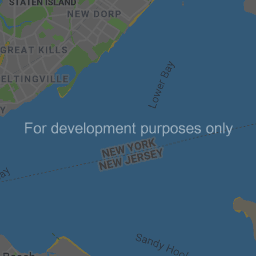 STATEN ISLAND
NEW DORP
GREAT KILLS
ELTINGVILLE
Lower Bay
For development purposes only
NEW YORK
NEW JERSEY
Sandy Hook